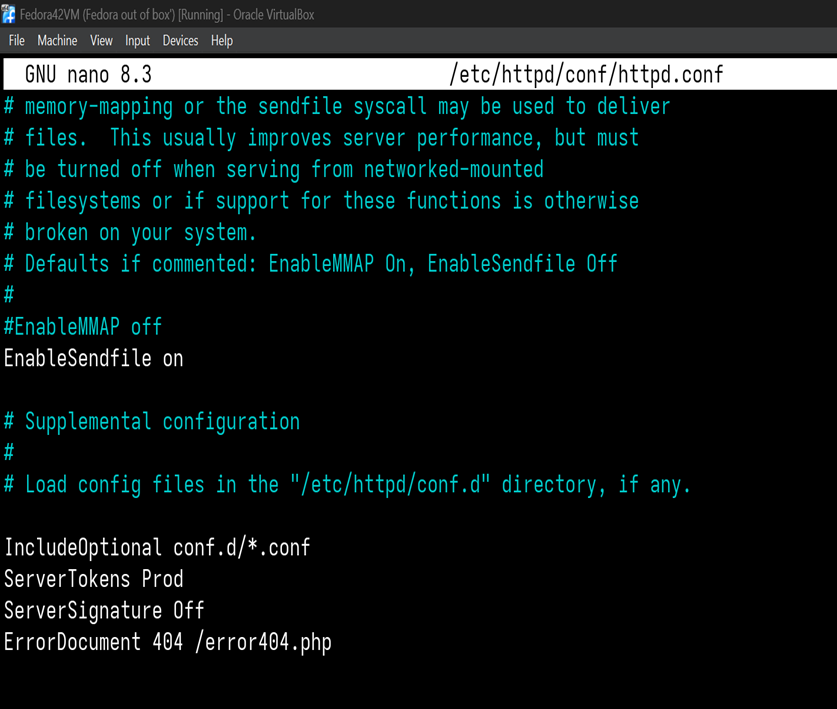 Fedora42VM (Fedora out of box') [Running] - Oracle VirtualBox
File Machine View Input Devices Help
GNU nano 8.3 /etc/httpd/conf/httpd.conf
# memory-mapping or the sendfile syscall may be used to deliver
# files.  This usually improves server performance, but must
# be turned off when serving from networked-mounted
# filesystems or if support for these functions is otherwise
# broken on your system.
# Defaults if commented: EnableMMAP On, EnableSendfile Off
#
#EnableMMAP off
EnableSendfile on
# Supplemental configuration
#
# Load config files in the "/etc/httpd/conf.d" directory, if any.
IncludeOptional conf.d/*.conf
ServerTokens Prod
ServerSignature Off
ErrorDocument 404 /error404.php